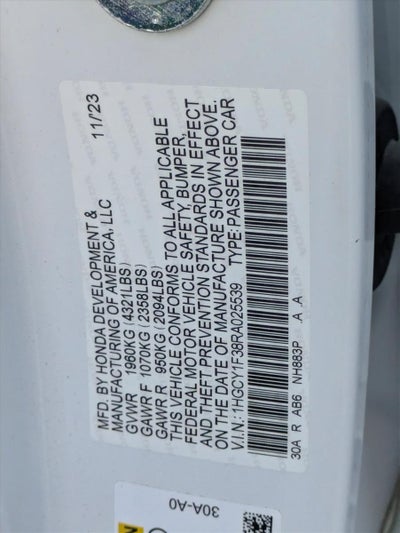 MFD. BY HONDA DEVELOPMENT & 11/'23
MANUFACTURING OF AMERICA, LLC
GVWR 1960KG (4321LBS)
GAWR F 1070KG (2358LBS)
GAWR R 950KG (2094LBS)
THIS VEHICLE CONFORMS TO ALL APPLICABLE
FEDERAL MOTOR VEHICLE SAFETY, BUMPER,
AND THEFT PREVENTION STANDARDS IN EFFECT
ON THE DATE OF MANUFACTURE SHOWN ABOVE.
V.I.N.: 1HGCY11F38RA025539 TYPE: PASSENGER CAR
30A R AB6 NH883P A A
30A-A0